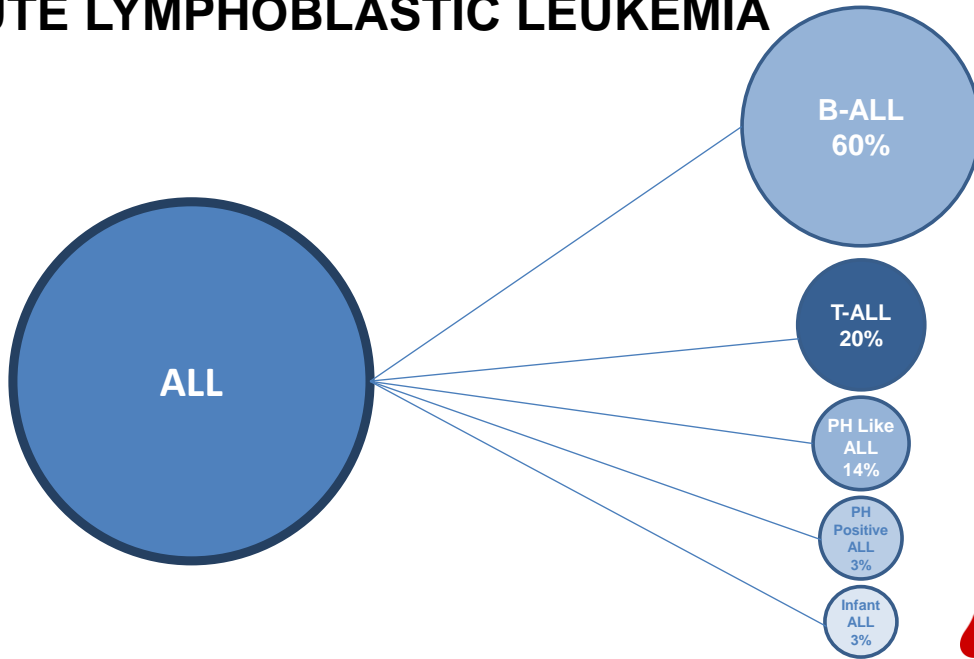 UTE LYMPHOBLASTIC LEUKEMIA
B-ALL
60%
T-ALL
20%
ALL
PH Like
ALL
14%
PH
Positive
ALL
3%
Infant
ALL
3%